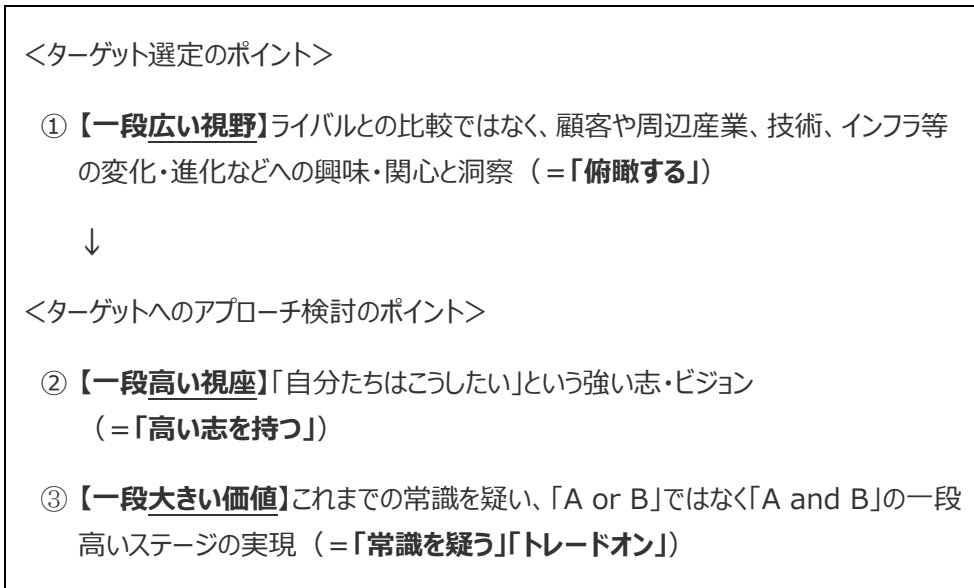 ＜ターゲット選定のポイント＞
①【一段広い視野】ライバルとの比較ではなく、顧客や周辺産業、技術、インフラ等
の変化・進化などへの興味・関心と洞察（＝「俯瞰する」）
↓
＜ターゲットへのアプローチ検討のポイント＞
②【一段高い視座】「自分たちはこうしたい」という強い志・ビジョン
（＝「高い志を持つ」）
③【一段大きい価値】これまでの常識を疑い、「A or B」ではなく「A and B」の一段
高いステージの実現（＝「常識を疑う」「トレードオン」）